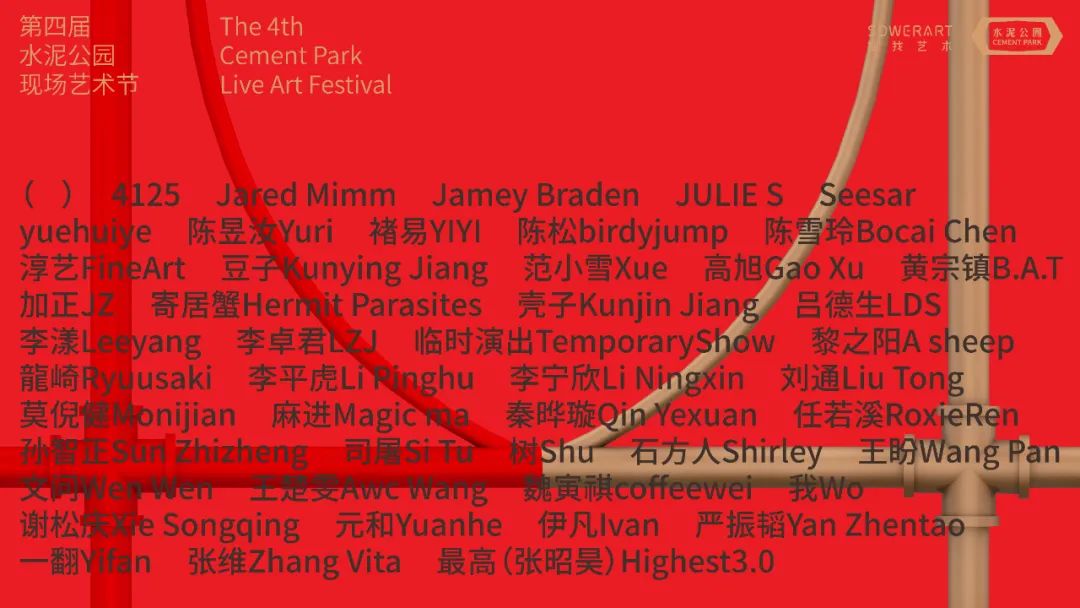 第四届 The 4th
水泥公园 Cement Park
现场艺术节 Live Art Festival
SOWERART
找艺术
水泥公园
CEMENT PARK
( ) 4125 Jared Mimm Jamey Braden JULIE S Seesar
yuehuiye 陈昱汝Yuri 褚易YIYI 陈松birdyjump 陈雪玲Bocai Chen
淳艺FineArt 豆子Kunying Jiang 范小雪Xue 高旭Gao Xu 黄宗镇B.A.T
加正JZ 寄居蟹Hermit Parasites 壳子Kunjin Jiang 吕德生LDS
李漾Leeyang 李卓君LZJ 临时演出TemporaryShow 黎之阳A sheep
龍崎Ryuusaki 李平虎Li Pinghu 李宁欣Li Ningxin 刘通Liu Tong
莫倪健Monijian 麻进Magic ma 秦晔璇Qin Yexuan 任若溪RoxieRen
孙智正Sun Zhizheng 司屠Si Tu 树Shu 石方人Shirley 王盼Wang Pan
文问Wen Wen 王楚雯Awc Wang 魏寅祺coffeewei 我Wo
谢松庆Xie Songqing 元和Yuanhe 伊凡Ivan 严振韬Yan Zhentao
一翻Yifan 张维Zhang Vita 最高(张昭昊)Highest3.0